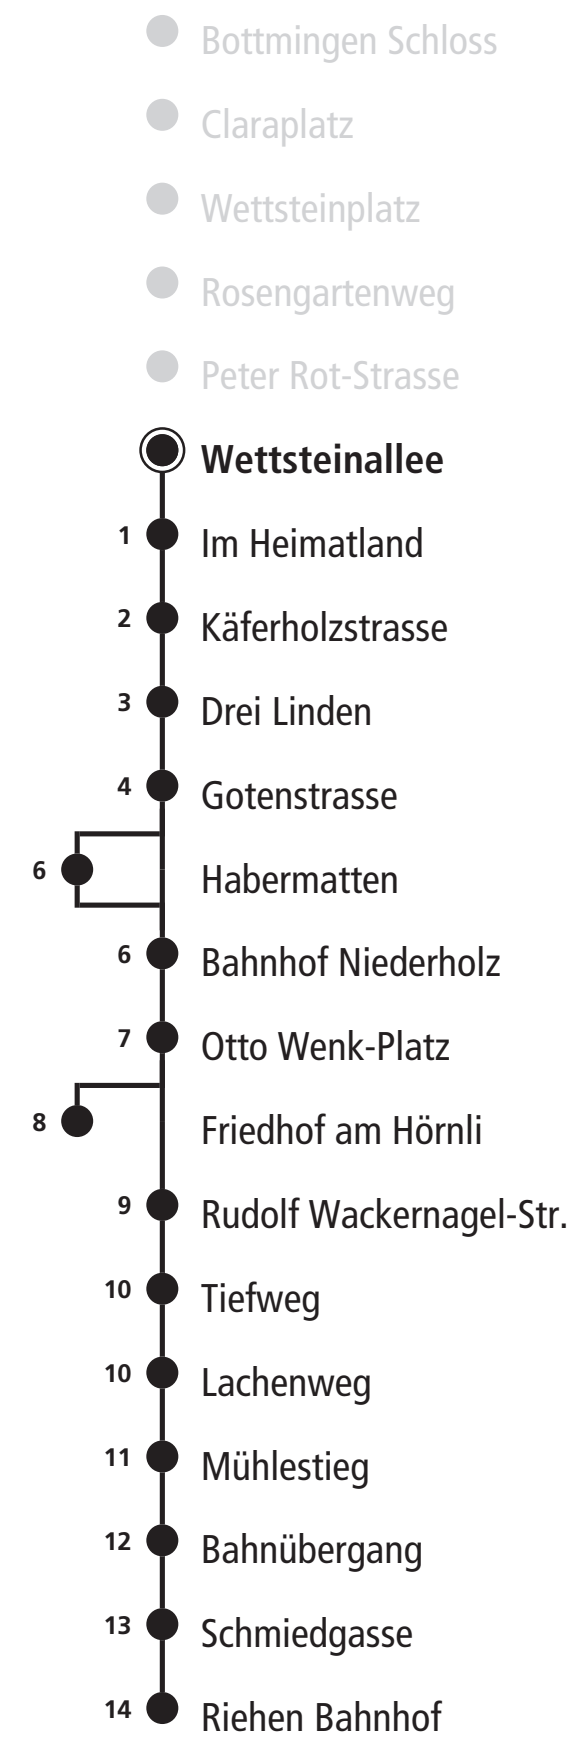 Bottmingen Schloss
Claraplatz
Wettsteinplatz
Rosengartenweg
Peter Rot-Strasse
Wettsteinallee
1 Im Heimatland
2 Käferholzstrasse
3 Drei Linden
4 Gotenstrasse
6 Habermatten
6 Bahnhof Niederholz
7 Otto Wenk-Platz
8 Friedhof am Hörnli
9 Rudolf Wackernagel-Str.
10 Tiefweg
10 Lachenweg
11 Mühlestieg
12 Bahnübergang
13 Schmiedgasse
14 Riehen Bahnhof